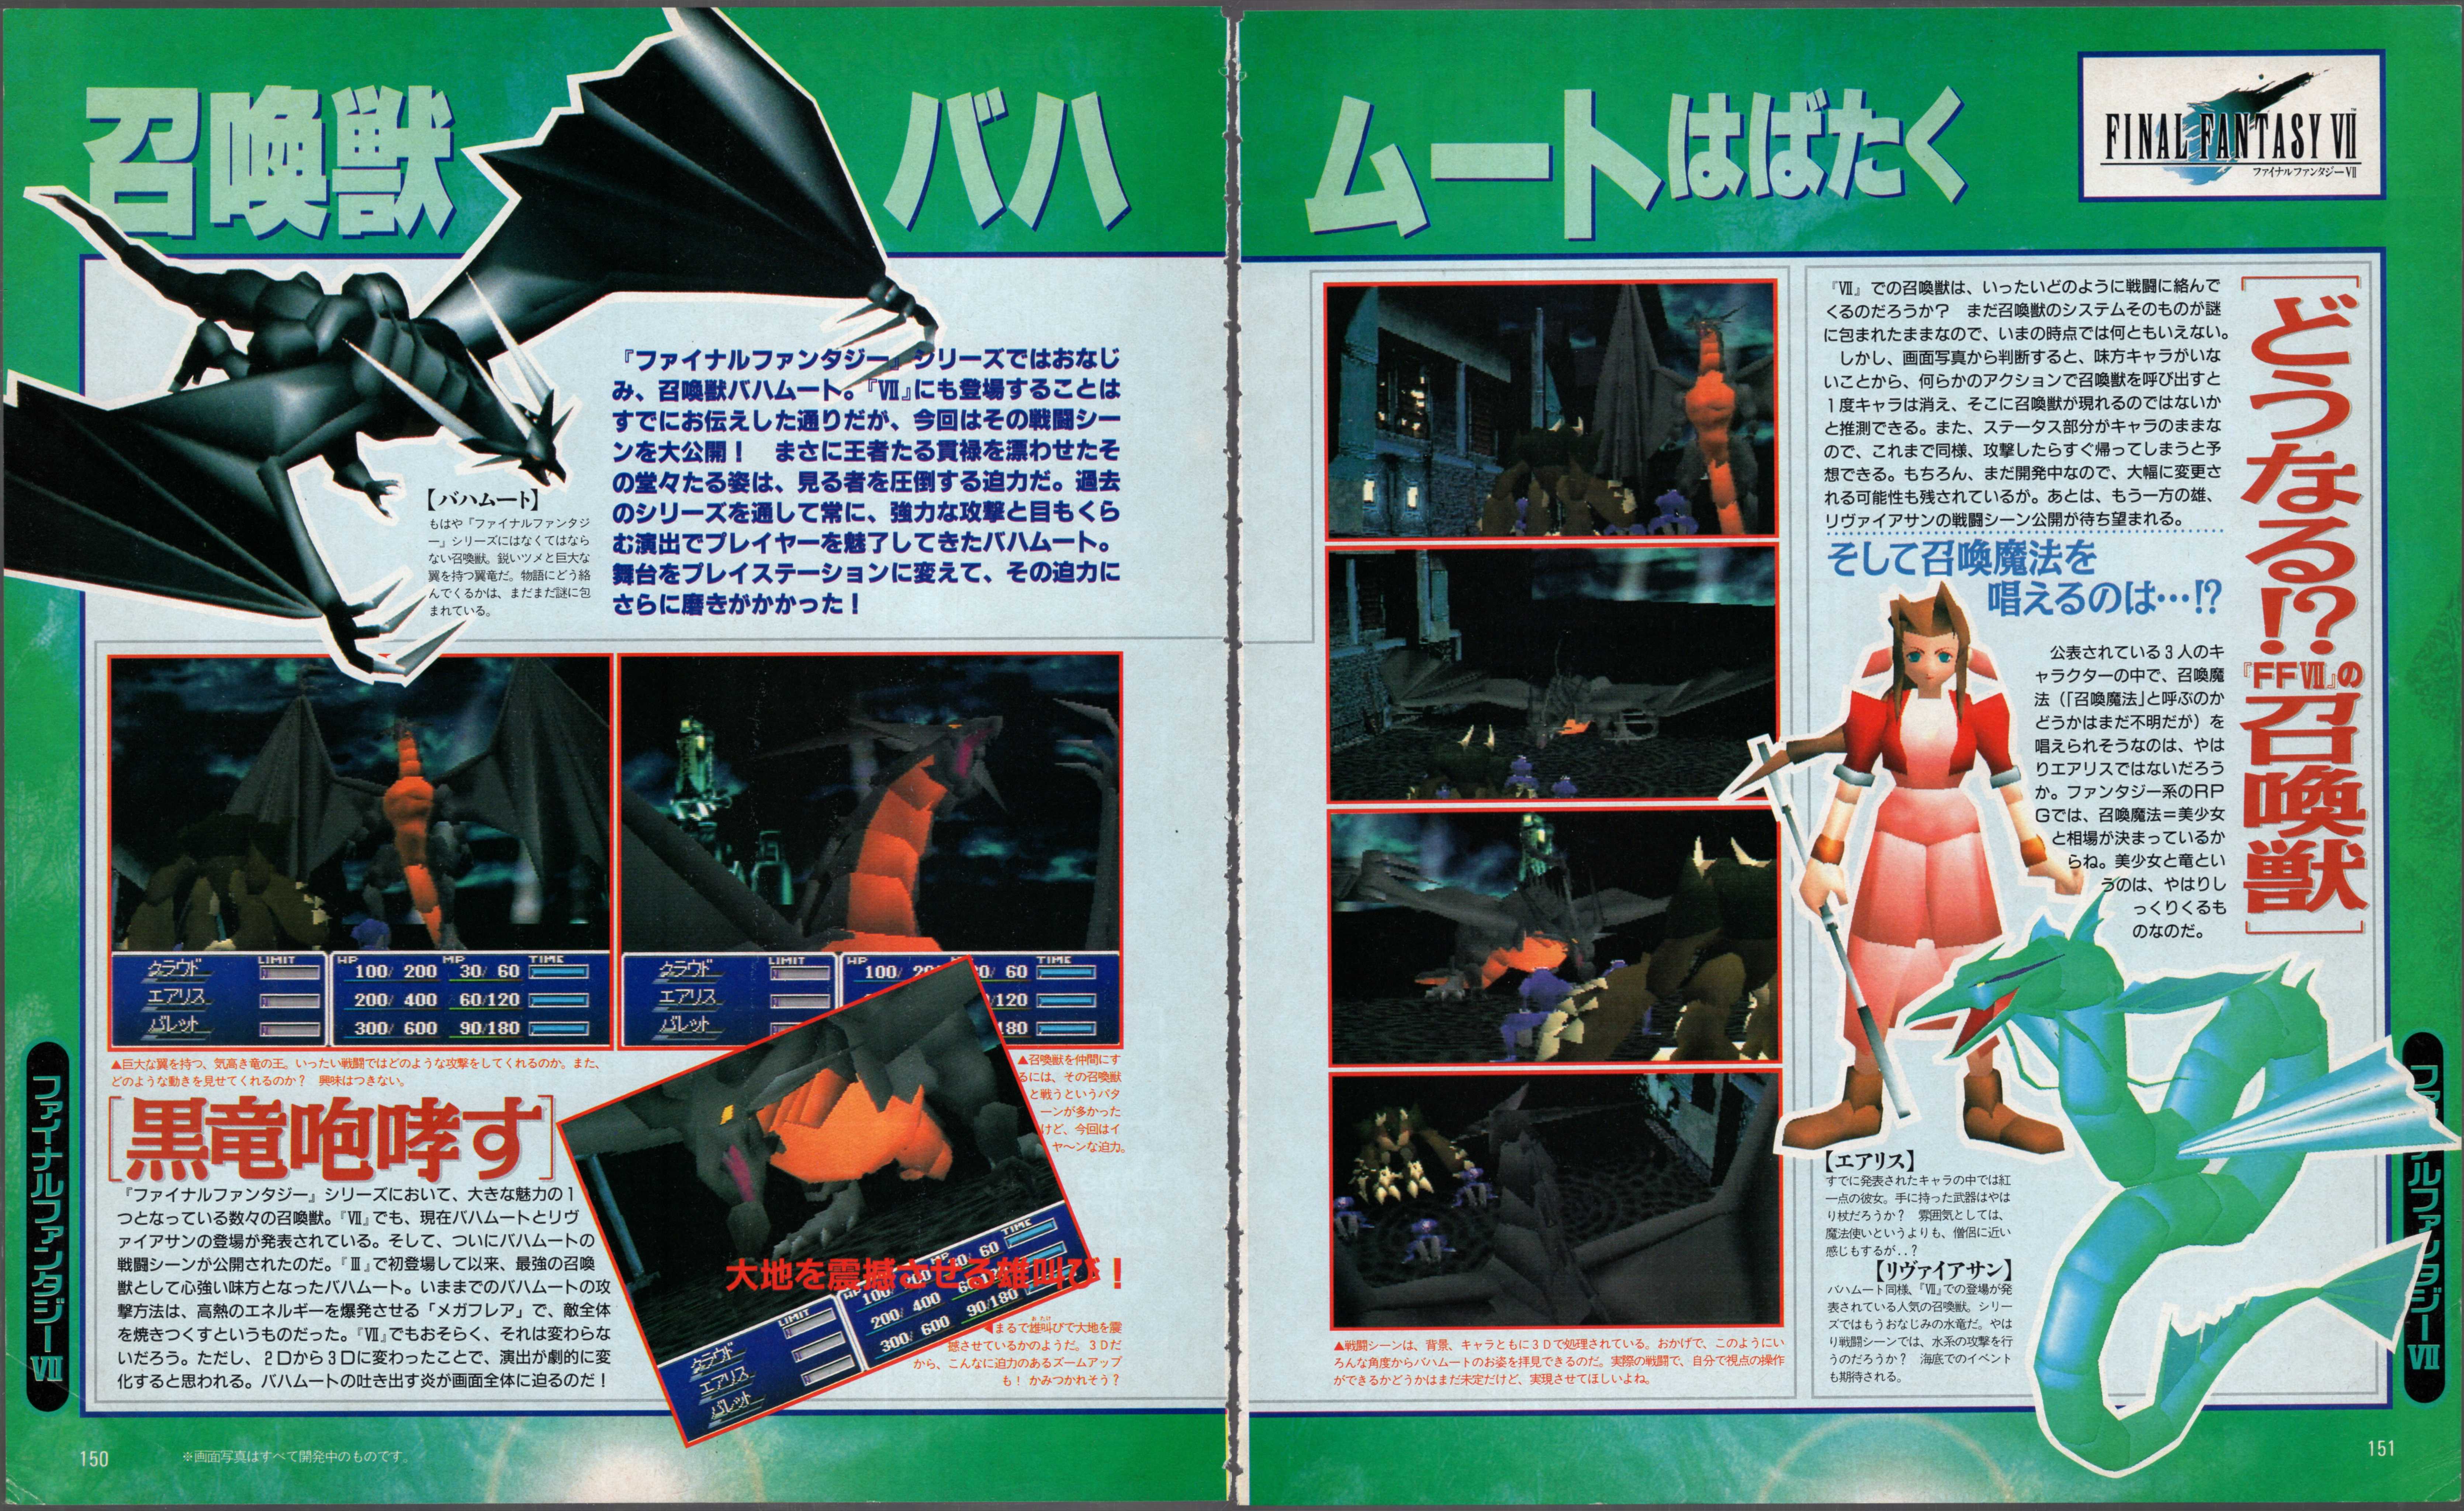 召喚獣 バハムートはばたく
FINAL FANTASY VII
ファイナルファンタジーVII
『ファイナルファンタジー』シリーズではおなじ
み、召喚獣バハムート。『Ⅶ』にも登場することは
すでにお伝えした通りだが、今回はその戦闘シー
ンを大公開！　まさに王者たる貫禄を漂わせたそ
の堂々たる姿は、見る者を圧倒する迫力だ。過去
のシリーズを通して常に、強力な攻撃と目もくら
む演出でプレイヤーを魅了してきたバハムート。
舞台をプレイステーションに変えて、その迫力に
さらに磨きがかかった！
【バハムート】
もはや『ファイナルファンタジ
ー』シリーズにはなくてはなら
ない召喚獣。鋭いツメと巨大な
翼を持つ翼竜だ。物語にどう絡
んでくるかは、まだまだ謎に包
まれている。
クラウド
エアリス
バレット
LIMIT
HP MP TIME
100/ 200 30/ 60
200/ 400 60/120
300/ 600 90/180
クラウド
エアリス
バレット
LIMIT
HP TIME
100/ 20 0/ 60
/120
180
▲巨大な翼を持つ、気高き竜の王。いったい戦闘ではどのような攻撃をしてくれるのか。また、
どのような動きを見せてくれるのか？　興味はつきない。
▲召喚獣を仲間にす
るには、その召喚獣
と戦うというパタ
ーンが多かった
けど、今回はイ
ヤ〜ンな迫力。
［黒竜咆哮す］
『ファイナルファンタジー』シリーズにおいて、大きな魅力の１
つとなっている数々の召喚獣。『Ⅶ』でも、現在バハムートとリヴ
ァイアサンの登場が発表されている。そして、ついにバハムートの
戦闘シーンが公開されたのだ。『Ⅲ』で初登場して以来、最強の召喚
獣として心強い味方となったバハムート。いままでのバハムートの攻
撃方法は、高熱のエネルギーを爆発させる「メガフレア」で、敵全体
を焼きつくすというものだった。『Ⅶ』でもおそらく、それは変わらな
いだろう。ただし、２Ｄから３Ｄに変わったことで、演出が劇的に変
化すると思われる。バハムートの吐き出す炎が画面全体に迫るのだ！
大地を震撼させる雄叫び！
クラウド
エアリス
バレット
LIMIT
HP MP TIME
100/ 200 30/ 60
200/ 400 60/120
300/ 600 90/180
◀まるで雄叫びで大地を震
おたけ
撼させているかのようだ。３Ｄだ
から、こんなに迫力のあるズームアップ
も！ かみつかれそう？
ファイナルファンタジーⅦ
150
※画面写真はすべて開発中のものです。
▲戦闘シーンは、背景、キャラともに３Ｄで処理されている。おかげで、このようにい
ろんな角度からバハムートのお姿を拝見できるのだ。実際の戦闘で、自分で視点の操作
ができるかどうかはまだ未定だけど、実現させてほしいよね。
［どうなる!?『FFⅦ』の召喚獣］
『Ⅶ』での召喚獣は、いったいどのように戦闘に絡んで
くるのだろうか？　まだ召喚獣のシステムそのものが謎
に包まれたままなので、いまの時点では何ともいえない。
しかし、画面写真から判断すると、味方キャラがいな
いことから、何らかのアクションで召喚獣を呼び出すと
１度キャラは消え、そこに召喚獣が現れるのではないか
と推測できる。また、ステータス部分がキャラのままな
ので、これまで同様、攻撃したらすぐ帰ってしまうと予
想できる。もちろん、まだ開発中なので、大幅に変更さ
れる可能性も残されているが。あとは、もう一方の雄、
リヴァイアサンの戦闘シーン公開が待ち望まれる。
そして召喚魔法を
唱えるのは…!?
公表されている３人のキ
ャラクターの中で、召喚魔
法（「召喚魔法」と呼ぶのか
どうかはまだ不明だが）を
唱えられそうなのは、やは
りエアリスではないだろう
か。ファンタジー系のＲＰ
Ｇでは、召喚魔法＝美少女
と相場が決まっているか
らね。美少女と竜とい
うのは、やはりし
っくりくるも
のなのだ。
【エアリス】
すでに発表されたキャラの中では紅
一点の彼女。手に持った武器はやは
り杖だろうか？　雰囲気としては、
魔法使いというよりも、僧侶に近い
感じもするが‥？
【リヴァイアサン】
バハムート同様、『Ⅶ』での登場が発
表されている人気の召喚獣。シリー
ズではもうおなじみの水竜だ。やは
り戦闘シーンでは、水系の攻撃を行
うのだろうか？　海底でのイベント
も期待される。
151